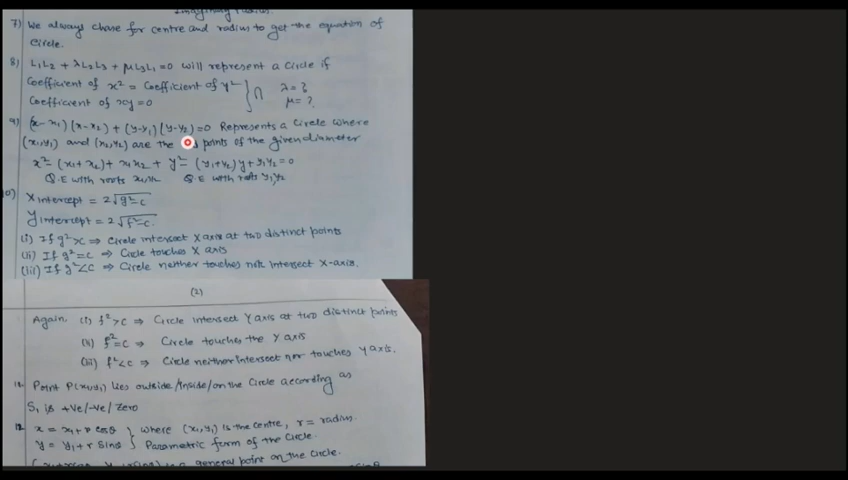 Imaginary radius.
7) We always chase for centre and radius to get the equation of
circle.
8) L1L2 + λL2L3 + μL3L1 = 0 will represent a circle if
Coefficient of x² = Coefficient of y² } ∩ λ = ?
Coefficient of xy = 0 μ = ?
9) (x-x1)(x-x2) + (y-y1)(y-y2) = 0 Represents a circle where
(x1,y1) and (x2,y2) are the points of the given diameter
x² - (x1+x2) + x1x2 + y² - (y1+y2)y + y1y2 = 0
Q.E with roots Q.E with roots y1,y2
10) X intercept = 2√g²-c
Y intercept = 2√f²-c.
(i) If g²>c ⇒ Circle intersect X axis at two distinct points
(ii) If g²=c ⇒ Circle touches X axis
(iii) If g²<c ⇒ Circle neither touches nor intersect X-axis.
(2)
Again, (i) f²>c ⇒ Circle intersect Y axis at two distinct points
(ii) f²=c ⇒ Circle touches the Y axis
(iii) f²<c ⇒ Circle neither intersect nor touches Y axis.
11. Point P(x1,y1) lies outside/inside/on the circle according as
S1 is +ve/-ve/zero
12. x = x1 + r cosθ } where (x1,y1) is the centre, r = radius.
y = y1 + r sinθ } Parametric form of the circle.
is a general point on the circle.